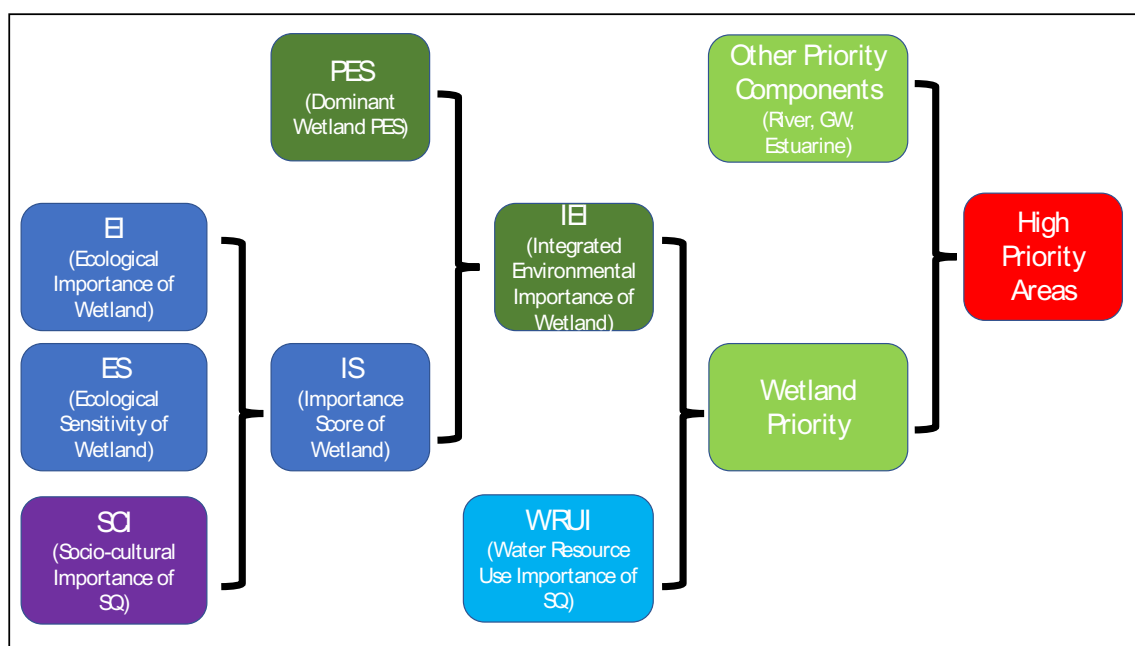 PES
(Dominant
Wetland PES)
Other Priority
Components
(River, GW,
Estuarine)
EI
(Ecological
Importance of
Wetland)
IEI
(Integrated
Environmental
Importance of
Wetland)
High
Priority
Areas
ES
(Ecological
Sensitivity of
Wetland)
IS
(Importance
Score of
Wetland)
Wetland
Priority
SCI
(Socio-cultural
Importance of
SQ)
WRUI
(Water Resource
Use Importance of
SQ)